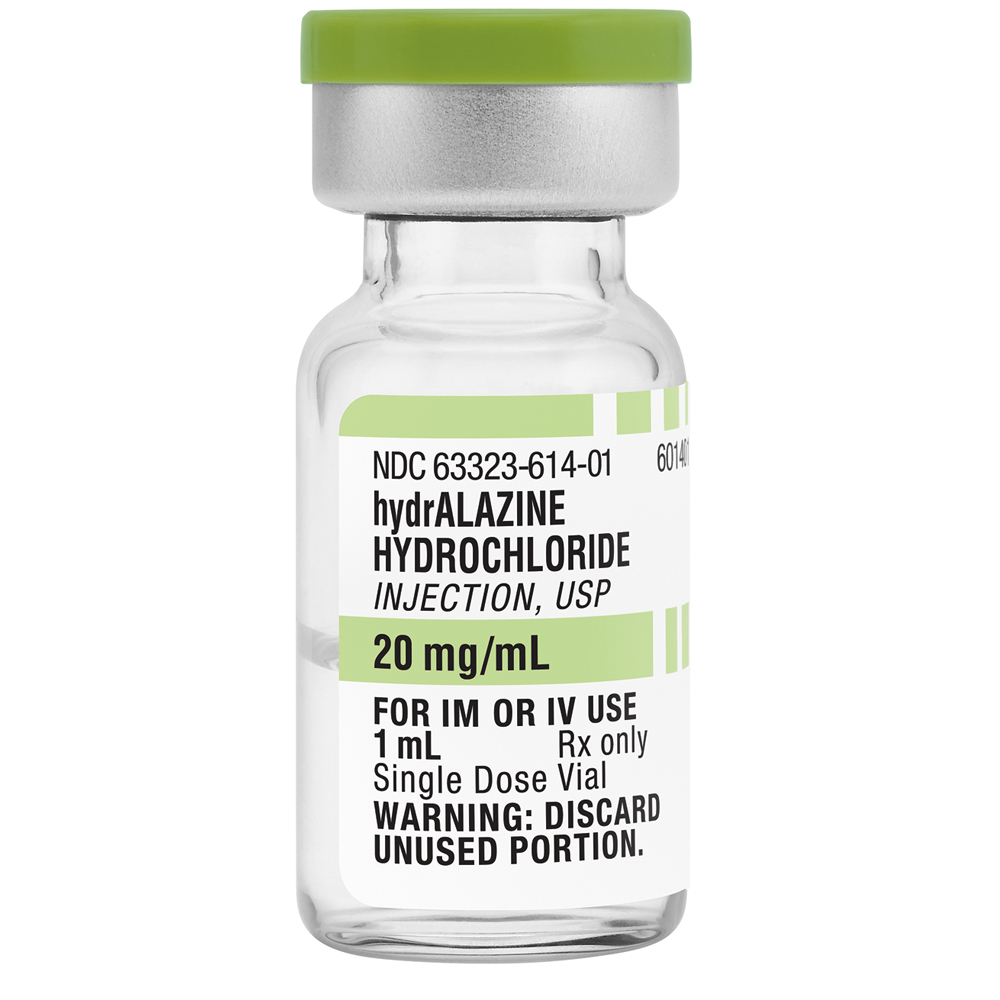 NDC 63323-614-01
hydrALAZINE
HYDROCHLORIDE
INJECTION, USP
20 mg/mL
FOR IM OR IV USE
1 mL Rx only
Single Dose Vial
WARNING: DISCARD
UNUSED PORTION.